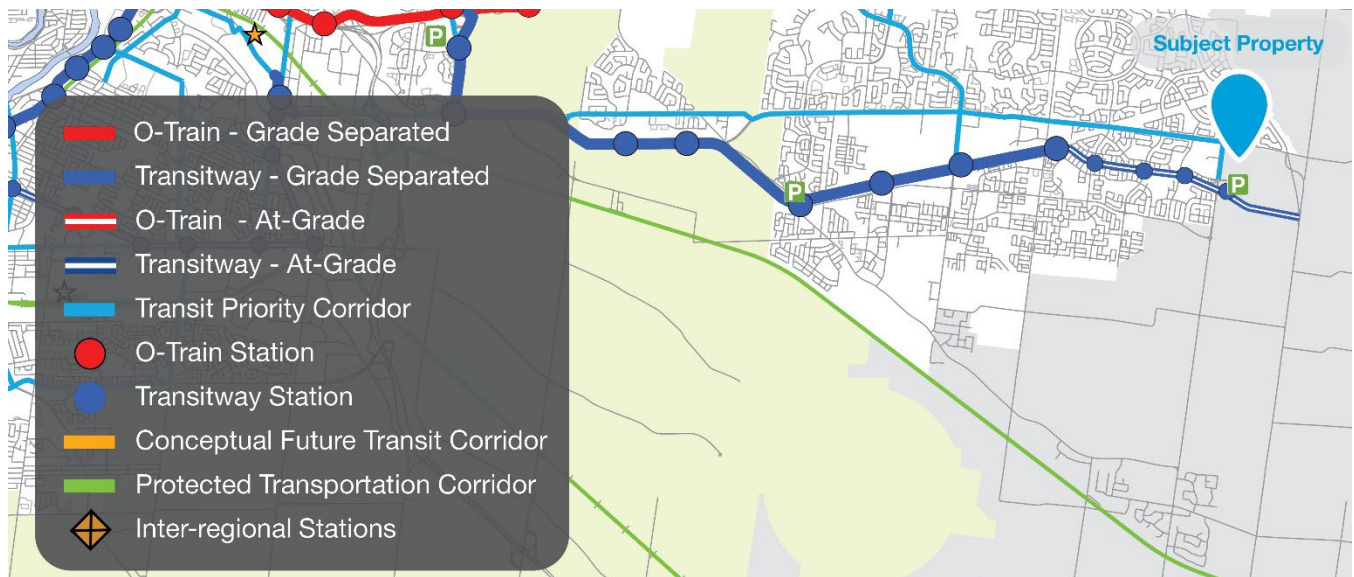 P
Subject Property
O-Train - Grade Separated
Transitway - Grade Separated
O-Train - At-Grade
Transitway - At-Grade
Transit Priority Corridor
O-Train Station
Transitway Station
Conceptual Future Transit Corridor
Protected Transportation Corridor
Inter-regional Stations
P
P